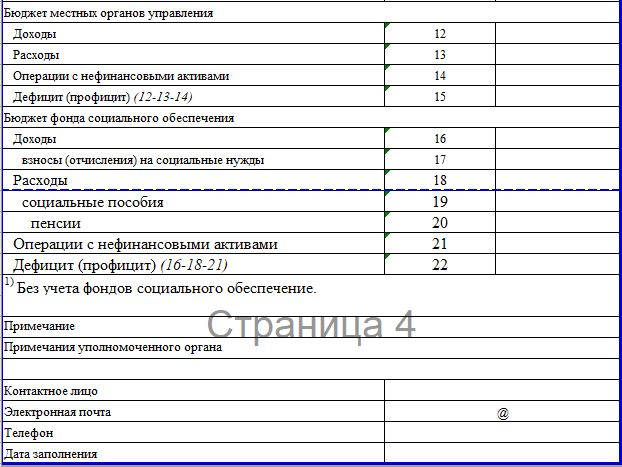 Бюджет местных органов управления
Доходы 12
Расходы 13
Операции с нефинансовыми активами 14
Дефицит (профицит) (12-13-14) 15
Бюджет фонда социального обеспечения
Доходы 16
взносы (отчисления) на социальные нужды 17
Расходы 18
социальные пособия 19
пенсии 20
Операции с нефинансовыми активами 21
Дефицит (профицит) (16-18-21) 22
1) Без учета фондов социального обеспечение.
Страница 4
Примечание
Примечания уполномоченного органа
Контактное лицо
Электронная почта @
Телефон
Дата заполнения